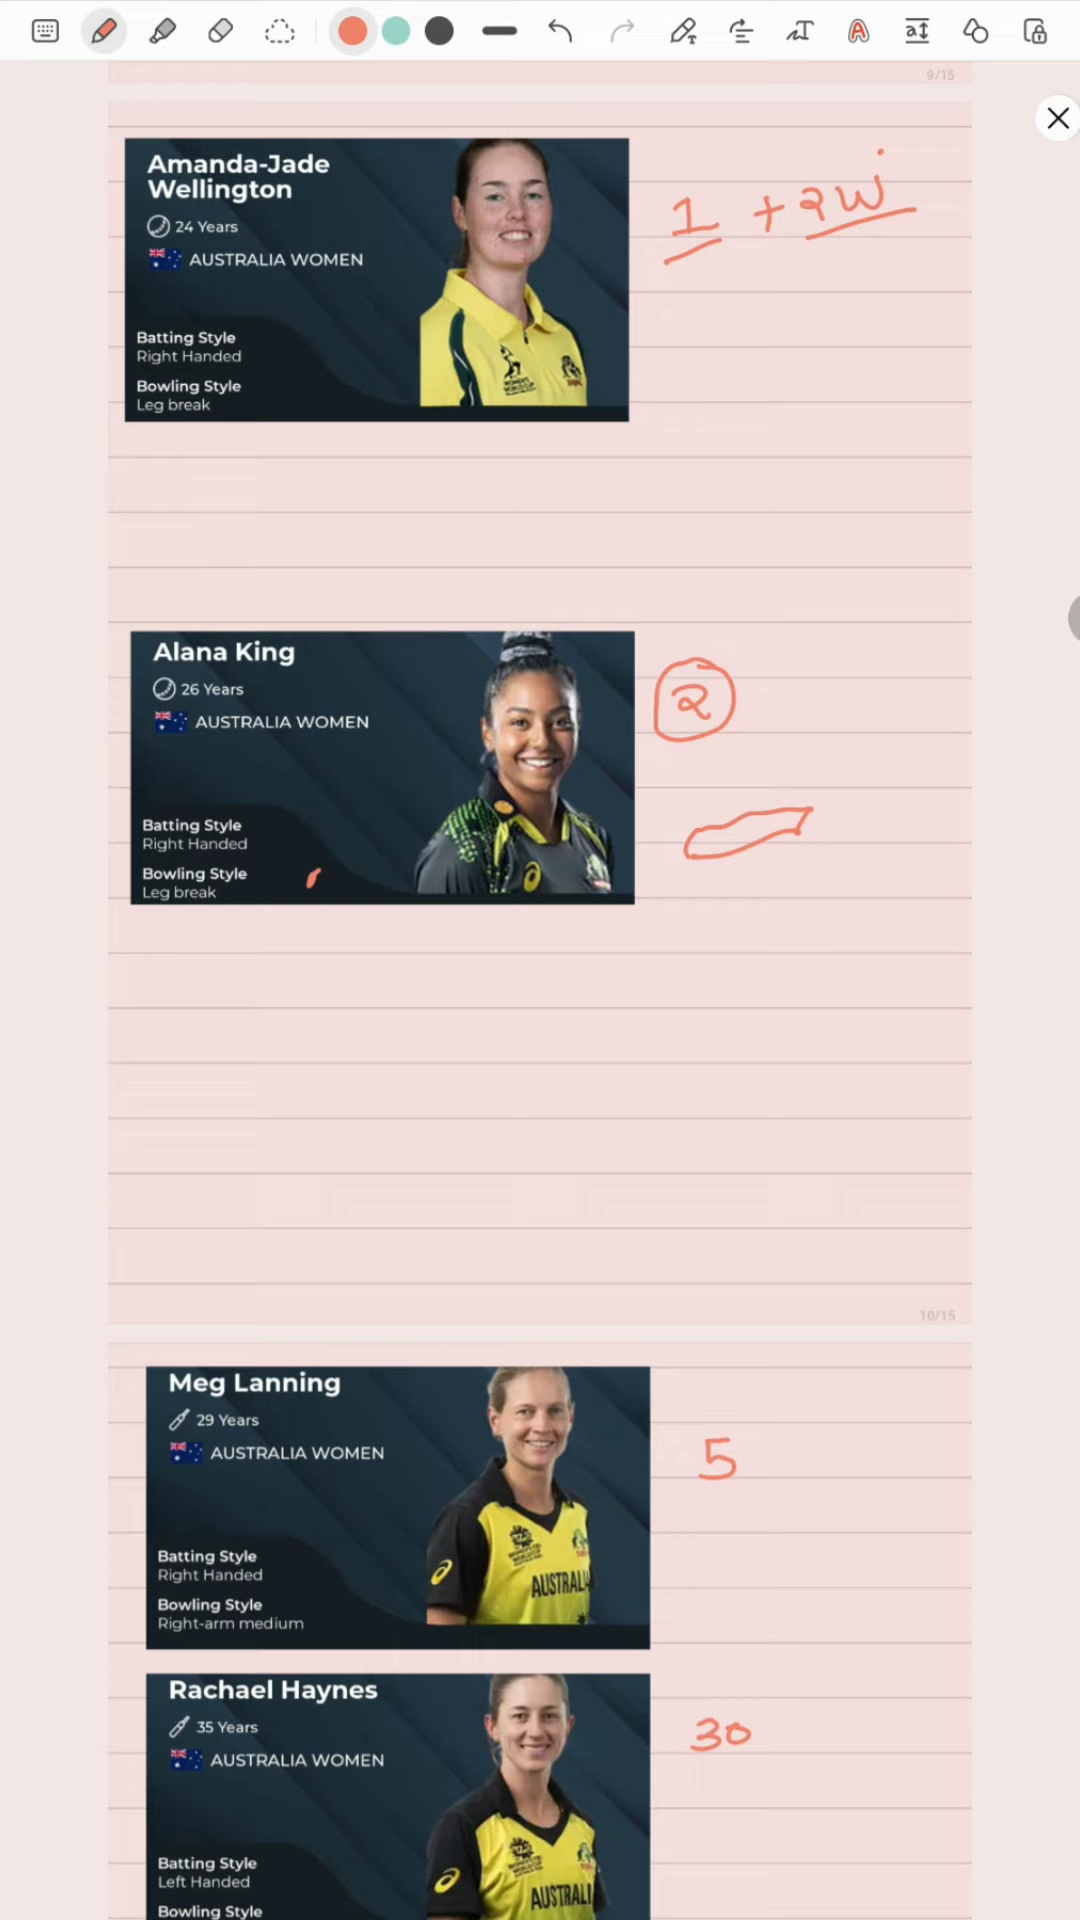 9/15
Amanda-Jade
Wellington
24 Years
AUSTRALIA WOMEN
Batting Style
Right Handed
Bowling Style
Leg break
1 + 2W
Alana King
26 Years
AUSTRALIA WOMEN
Batting Style
Right Handed
Bowling Style
Leg break
2
10/15
Meg Lanning
29 Years
AUSTRALIA WOMEN
Batting Style
Right Handed
Bowling Style
Right-arm medium
AUSTRALI
5
Rachael Haynes
35 Years
AUSTRALIA WOMEN
Batting Style
Left Handed
Bowling Style
AUSTRALI
30